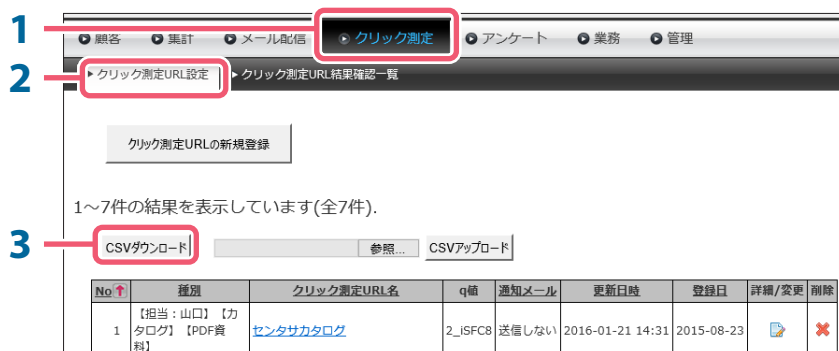 1
顧客 集計 メール配信 クリック測定 アンケート 業務 管理
2
クリック測定URL設定 クリック測定URL結果確認一覧
クリック測定URLの新規登録
1～7件の結果を表示しています(全7件).
3
CSVダウンロード 参照... CSVアップロード
No 種別 クリック測定URL名 q値 通知メール 更新日時 登録日 詳細/変更 削除
【担当：山口】【カ
1 タログ】【PDF資 センタサカタログ 2_iSFC8 送信しない 2016-01-21 14:31 2015-08-23
料】